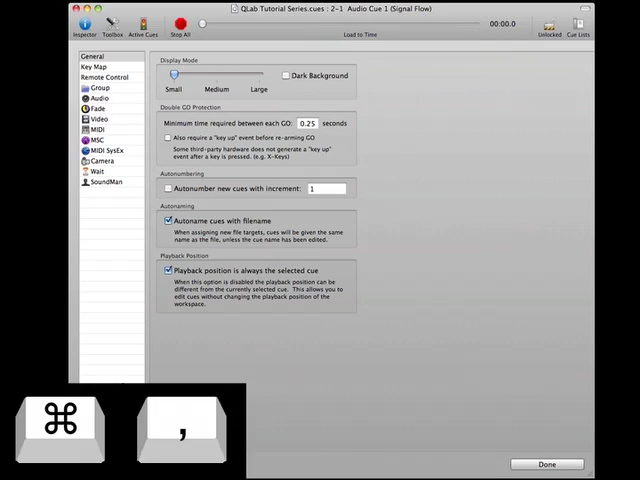 QLab Tutorial Series.cues : 2-1  Audio Cue 1 (Signal Flow)
Inspector Toolbox Active Cues Stop All Load to Time 00:00.0 Unlocked Cue Lists
General
Key Map
Remote Control
Group
Audio
Fade
Video
MIDI
MSC
MIDI SysEx
Camera
Wait
SoundMan
Display Mode
Small Medium Large Dark Background
Double GO Protection
Minimum time required between each GO: 0.25 seconds
Also require a "key up" event before re-arming GO
Some third-party hardware does not generate a "key up"
event after a key is pressed. (e.g. X-Keys)
Autonumbering
Autonumber new cues with increment: 1
Autonaming
Autoname cues with filename
When assigning new file targets, cues will be given the same
name as the file, unless the cue name has been edited.
Playback Position
Playback position is always the selected cue
When this option is disabled the playback position can be
different from the currently selected cue. This allows you to
edit cues without changing the playback position of the
workspace.
⌘ ,
Done